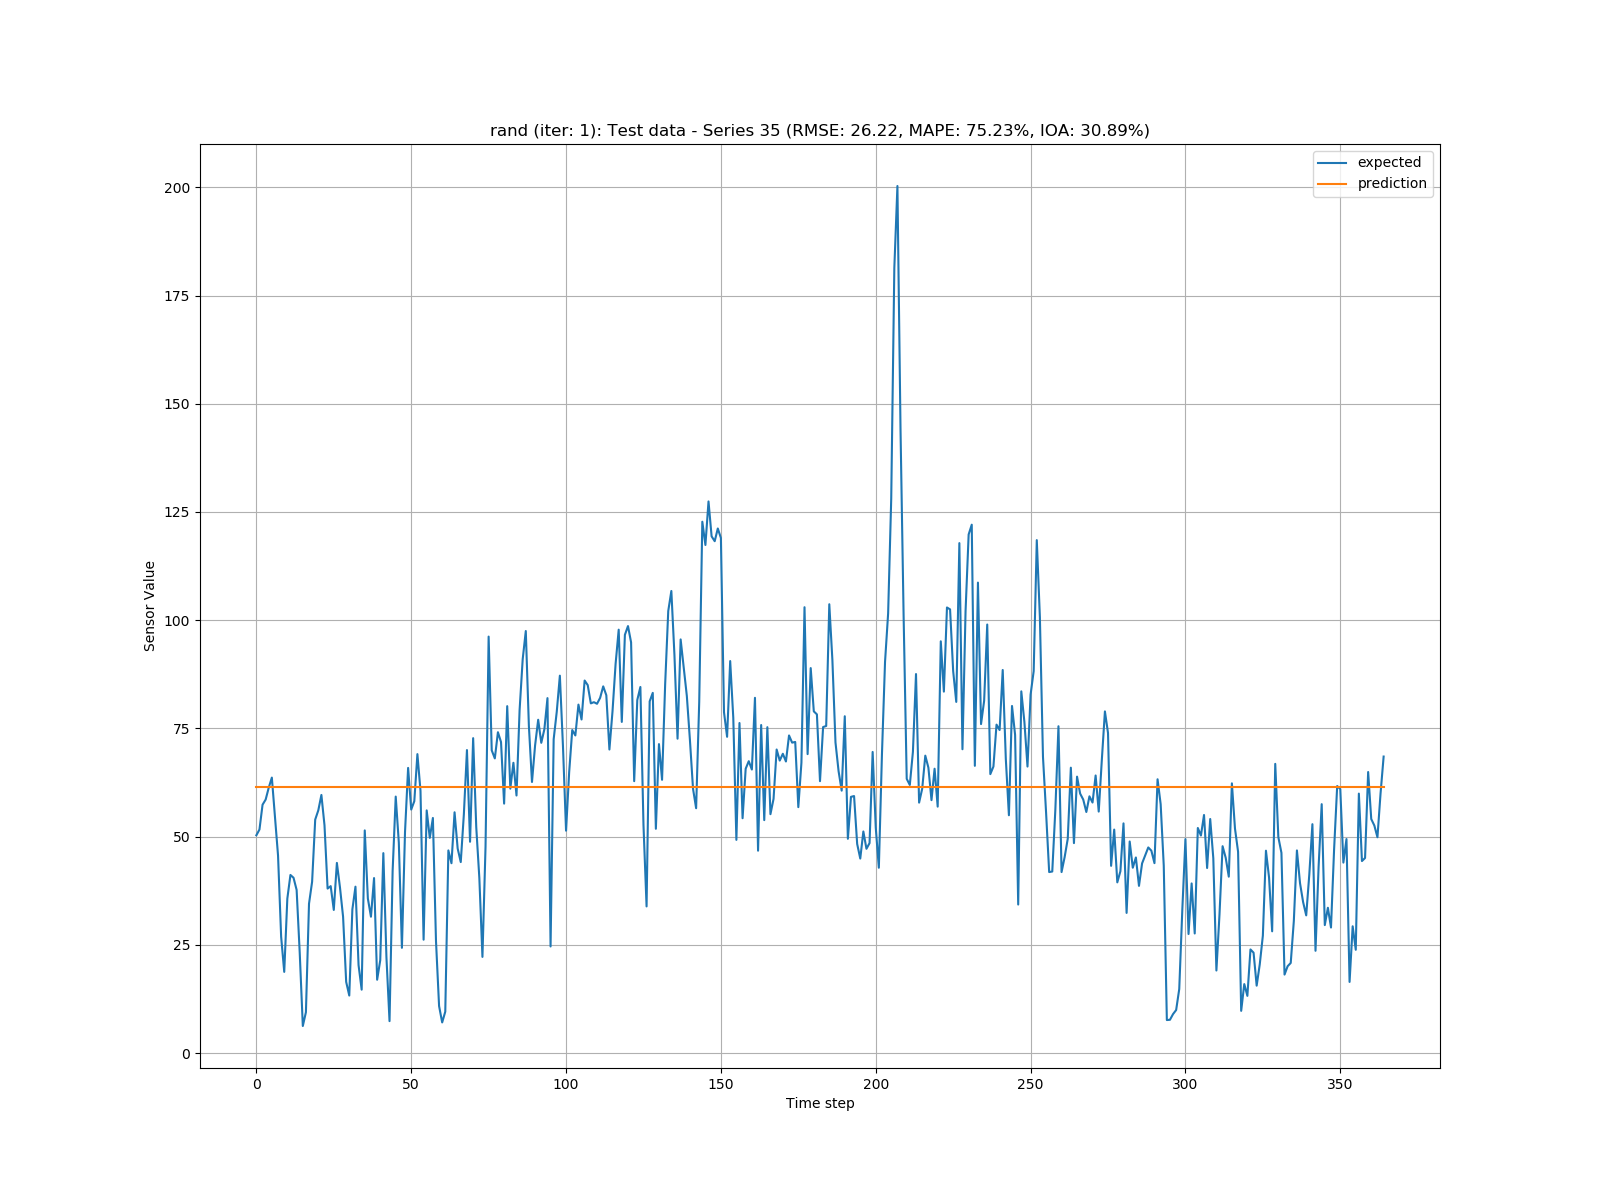 rand (iter: 1): Test data - Series 35 (RMSE: 26.22, MAPE: 75.23%, IOA: 30.89%)
expected
prediction
200
175
150
125
100
75
50
25
0
Sensor Value
0 50 100 150 200 250 300 350
Time step